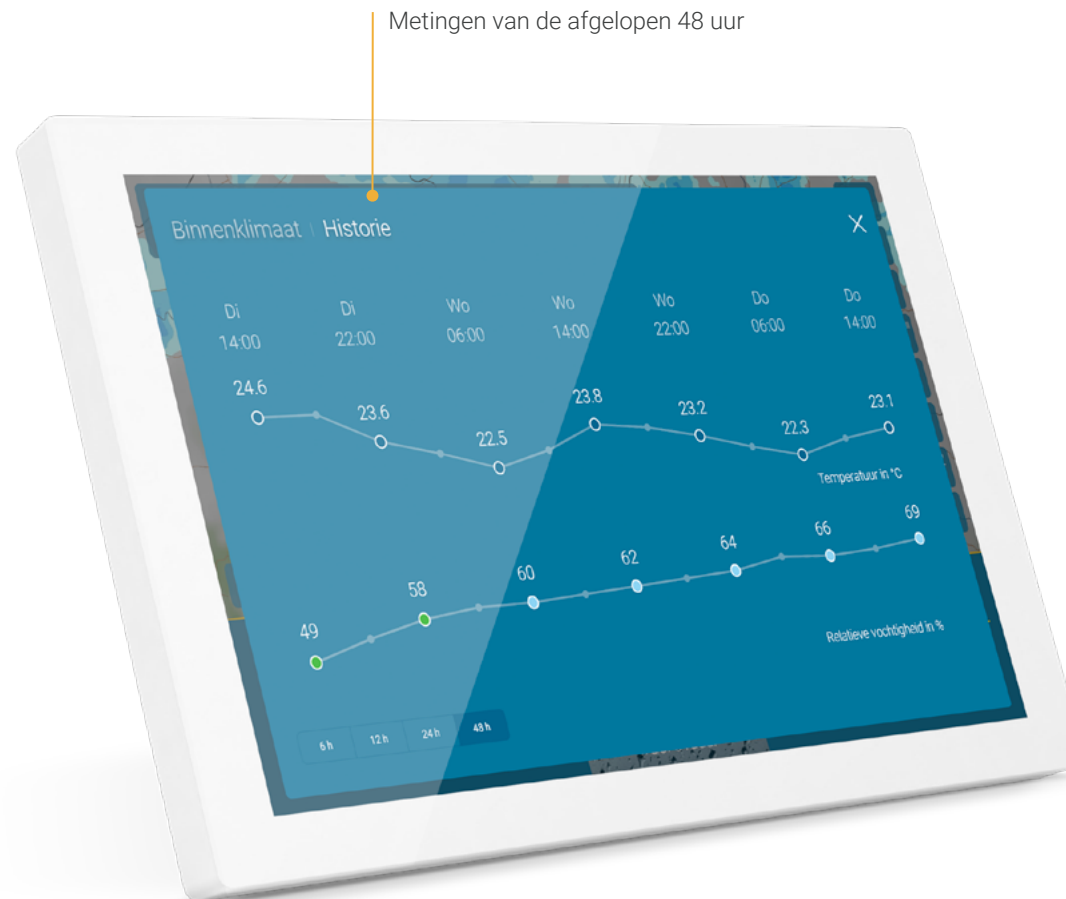 Metingen van de afgelopen 48 uur
Binnenklimaat | Historie
Di Di Wo Wo Wo Do Do
14:00 22:00 06:00 14:00 22:00 06:00 14:00
24.6 23.6 22.5 23.8 23.2 22.3 23.1
Temperatuur in °C
49 58 60 62 64 66 69
Relatieve vochtigheid in %
6 h 12 h 24 h 48 h